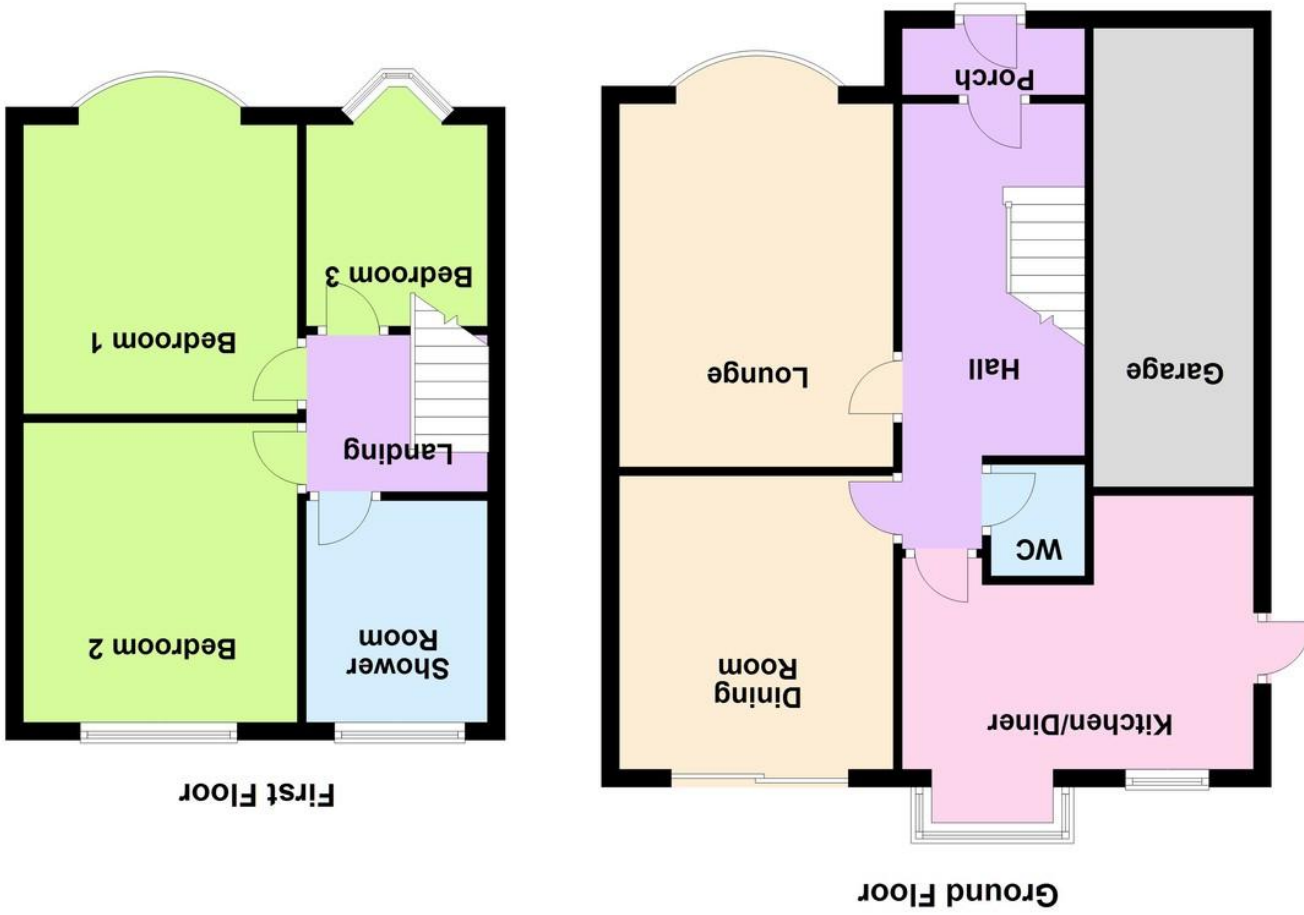 Ground Floor
Kitchen/Diner
Dining
Room
WC
Lounge
Hall
Garage
Porch
First Floor
Shower
Room
Bedroom 2
Landing
Bedroom 1
Bedroom 3